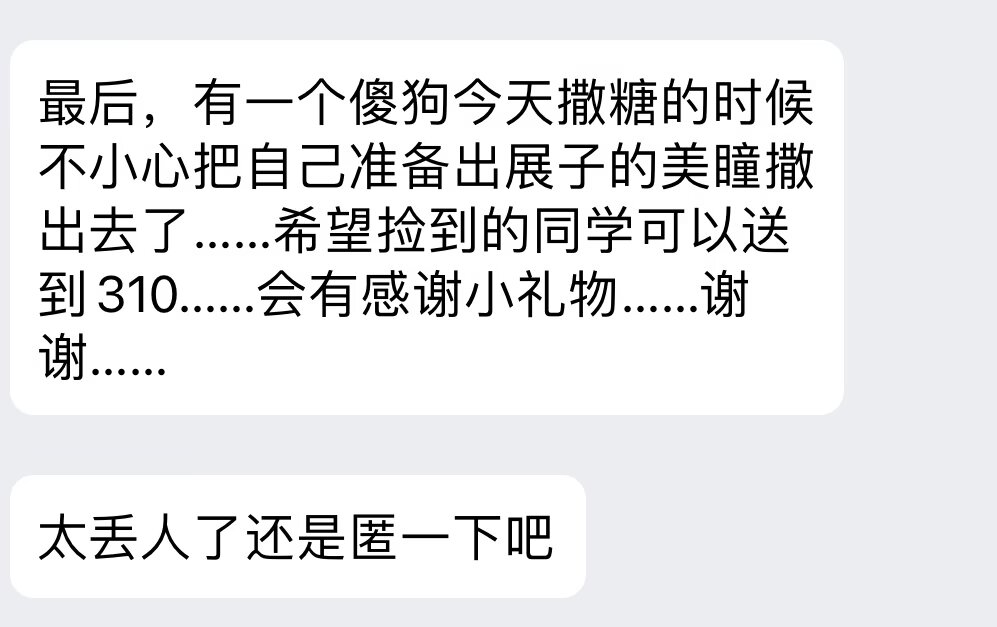 最后，有一个傻狗今天撒糖的时候
不小心把自己准备出展子的美瞳撒
出去了……希望捡到的同学可以送
到310……会有感谢小礼物……谢
谢……
太丢人了还是匿一下吧